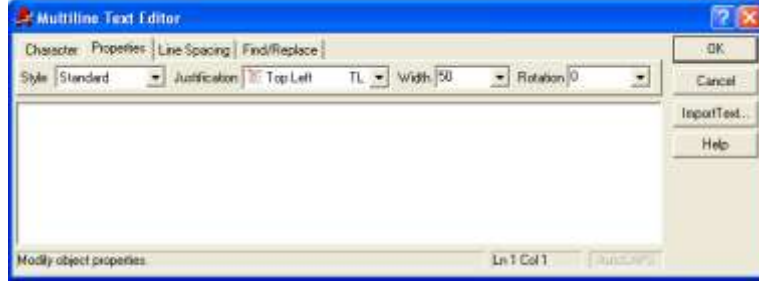 Multiline Text Editor
Character Properties Line Spacing Find/Replace
OK
Style Standard Justification Top Left TL Width 50 Rotation 0
Cancel
ImportText...
Help
Modify object properties. Ln 1 Col 1 AutoCAPS